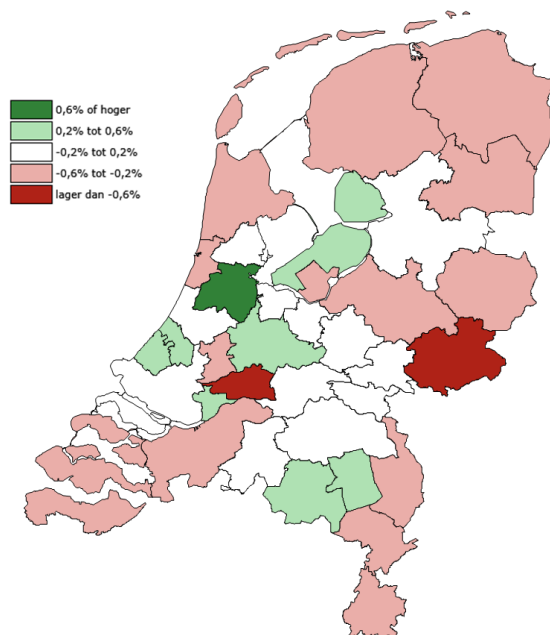 0,6% of hoger
0,2% tot 0,6%
-0,2% tot 0,2%
-0,6% tot -0,2%
lager dan -0,6%